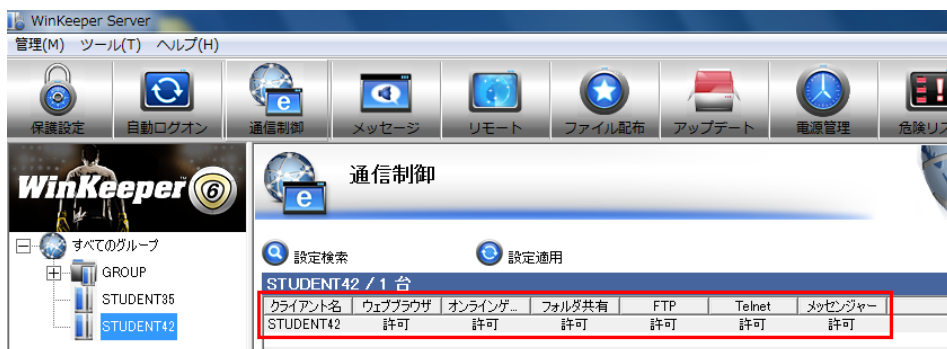 WinKeeper Server
管理(M) ツール(T) ヘルプ(H)
保護設定 自動ログオン 通信制御 メッセージ リモート ファイル配布 アップデート 電源管理 危険リス
WinKeeper 6
通信制御
すべてのグループ
設定検索 設定適用
GROUP
STUDENT42 / 1 台
STUDENT35
クライアント名 ウェブブラウザ オンラインゲ... フォルダ共有 FTP Telnet メッセンジャー
STUDENT42 許可 許可 許可 許可 許可 許可
STUDENT42